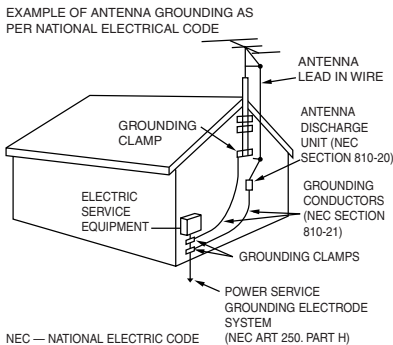 EXAMPLE OF ANTENNA GROUNDING AS
PER NATIONAL ELECTRICAL CODE
ANTENNA
LEAD IN WIRE
GROUNDING
CLAMP
ANTENNA
DISCHARGE
UNIT (NEC
SECTION 810-20)
ELECTRIC
SERVICE
EQUIPMENT
GROUNDING
CONDUCTORS
(NEC SECTION
810-21)
GROUNDING CLAMPS
POWER SERVICE
GROUNDING ELECTRODE
SYSTEM
(NEC ART 250. PART H)
NEC — NATIONAL ELECTRIC CODE